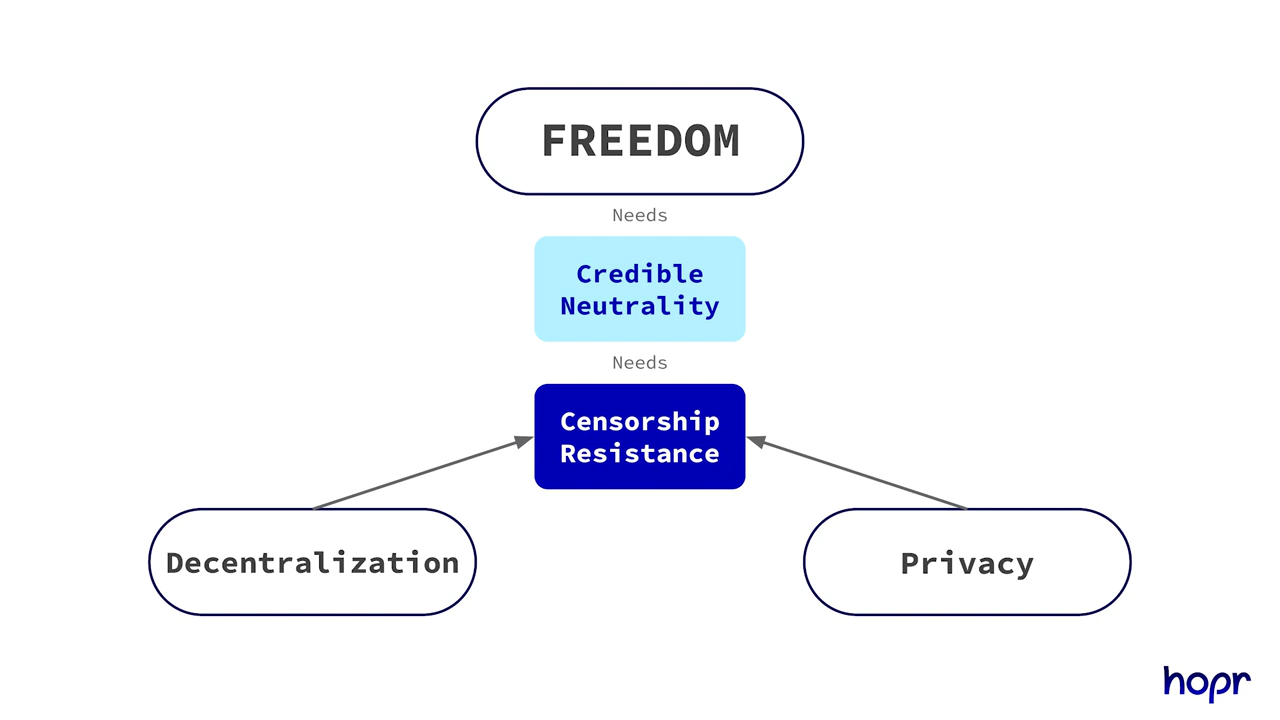 FREEDOM
Needs
Credible
Neutrality
Needs
Censorship
Resistance
Decentralization
Privacy
hopr